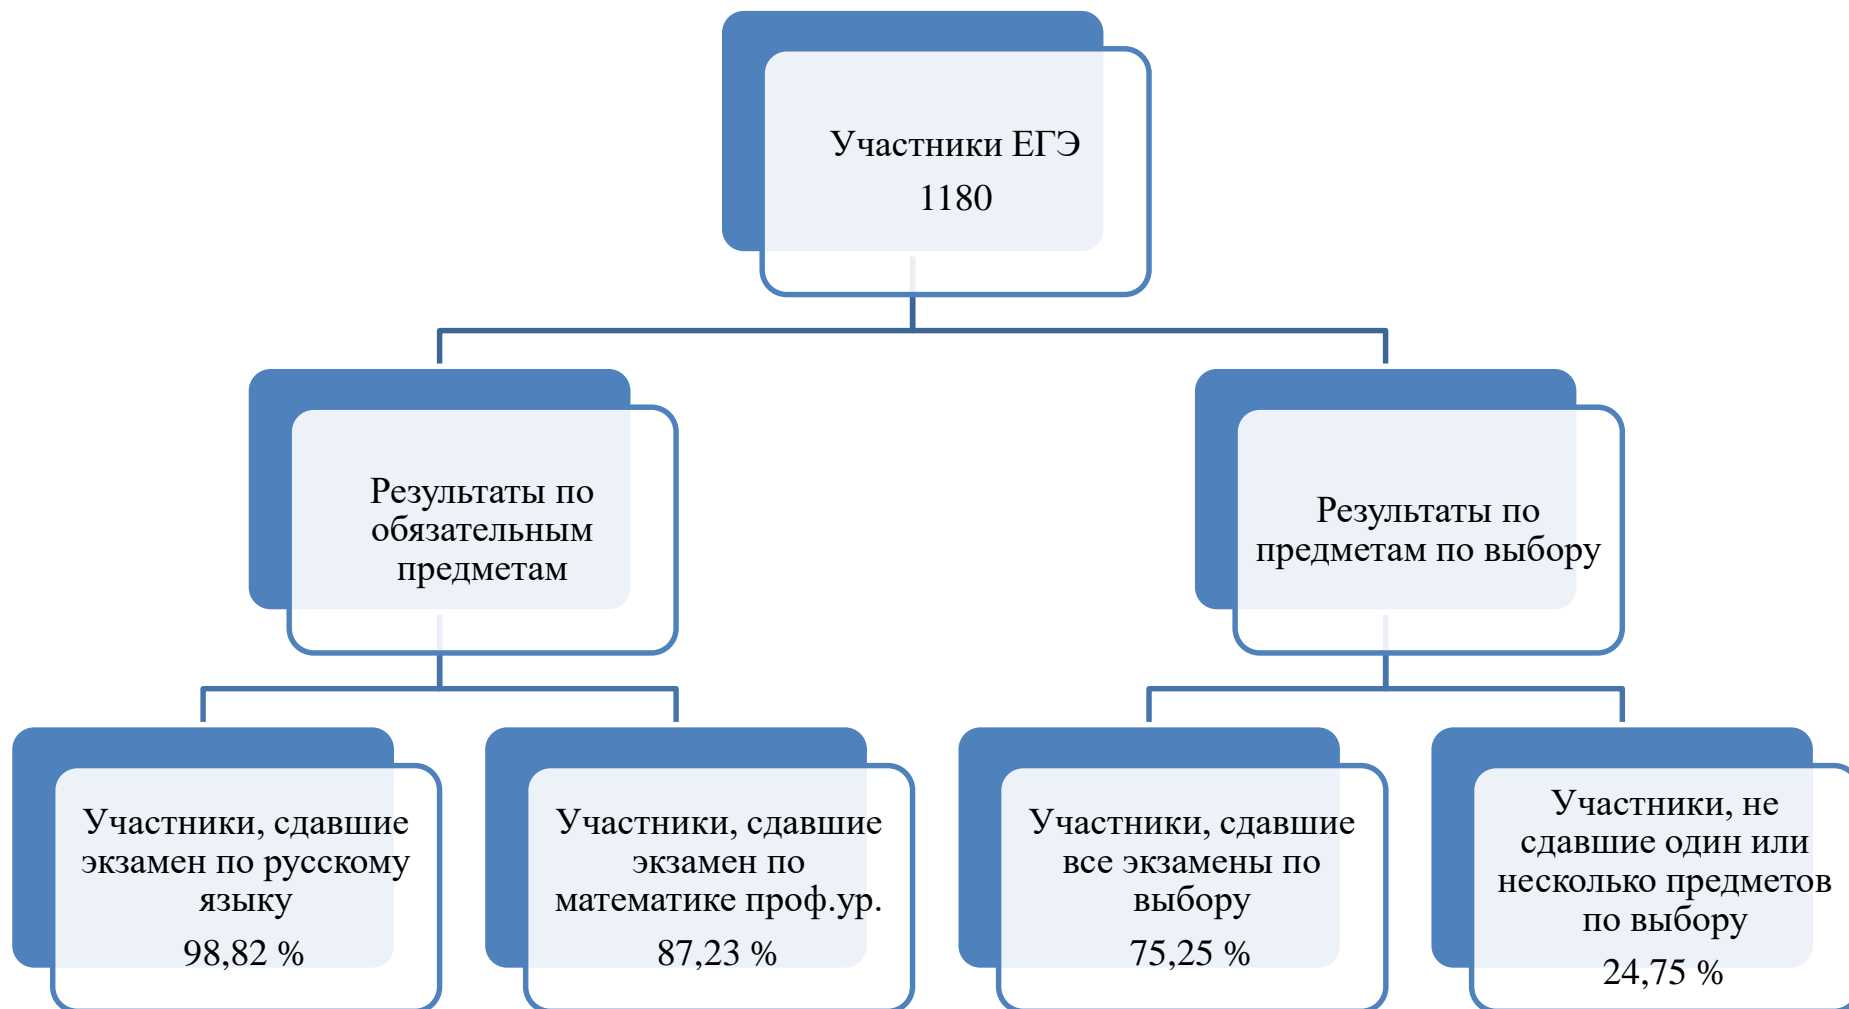 Участники ЕГЭ
1180
Результаты по
обязательным
предметам
Результаты по
предметам по выбору
Участники, сдавшие
экзамен по русскому
языку
98,82 %
Участники, сдавшие
экзамен по
математике проф.ур.
87,23 %
Участники, сдавшие
все экзамены по
выбору
75,25 %
Участники, не
сдавшие один или
несколько предметов
по выбору
24,75 %